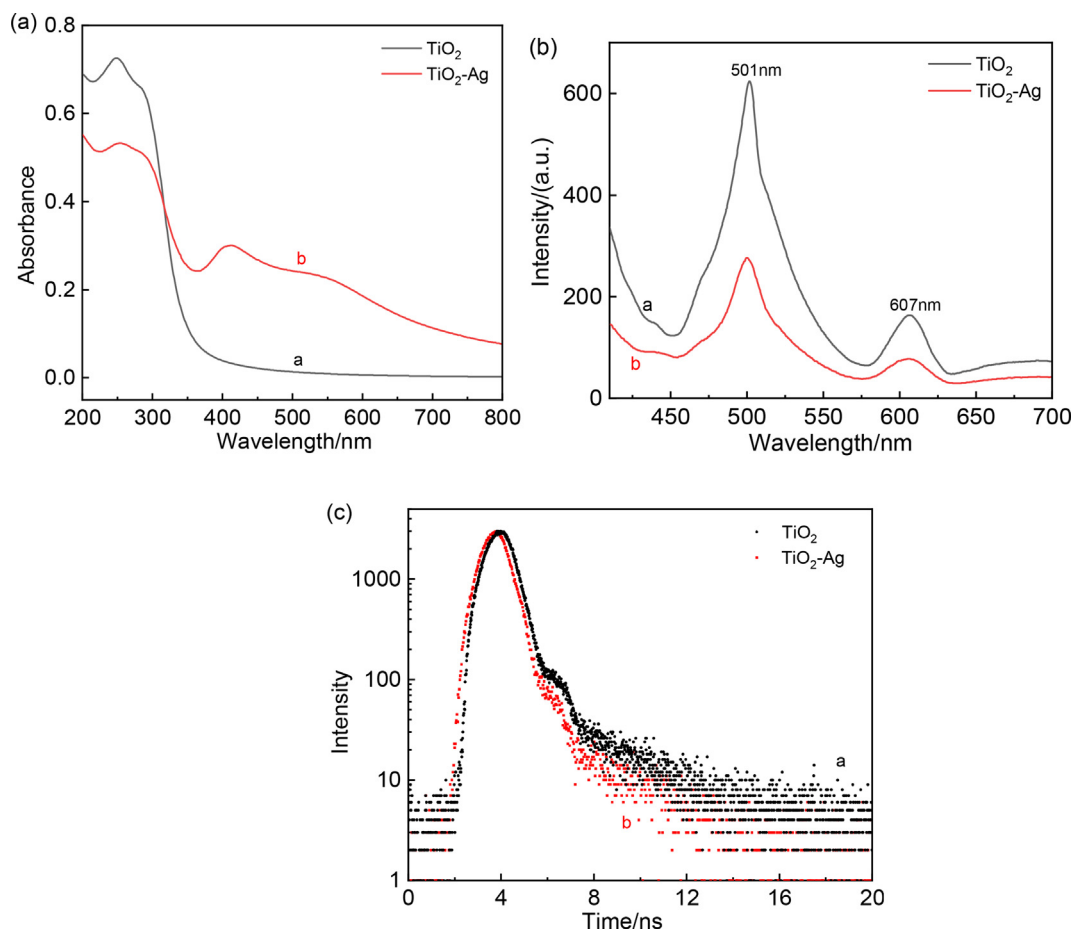 (a)
0.8
0.6
0.4
0.2
0.0
Absorbance
TiO₂
TiO₂-Ag
b
a
200 300 400 500 600 700 800
Wavelength/nm
(b)
600
400
200
0
Intensity/(a.u.)
501nm
TiO₂
TiO₂-Ag
607nm
a
b
450 500 550 600 650 700
Wavelength/nm
(c)
1000
100
10
1
Intensity
TiO₂
TiO₂-Ag
a
b
0 4 8 12 16 20
Time/ns